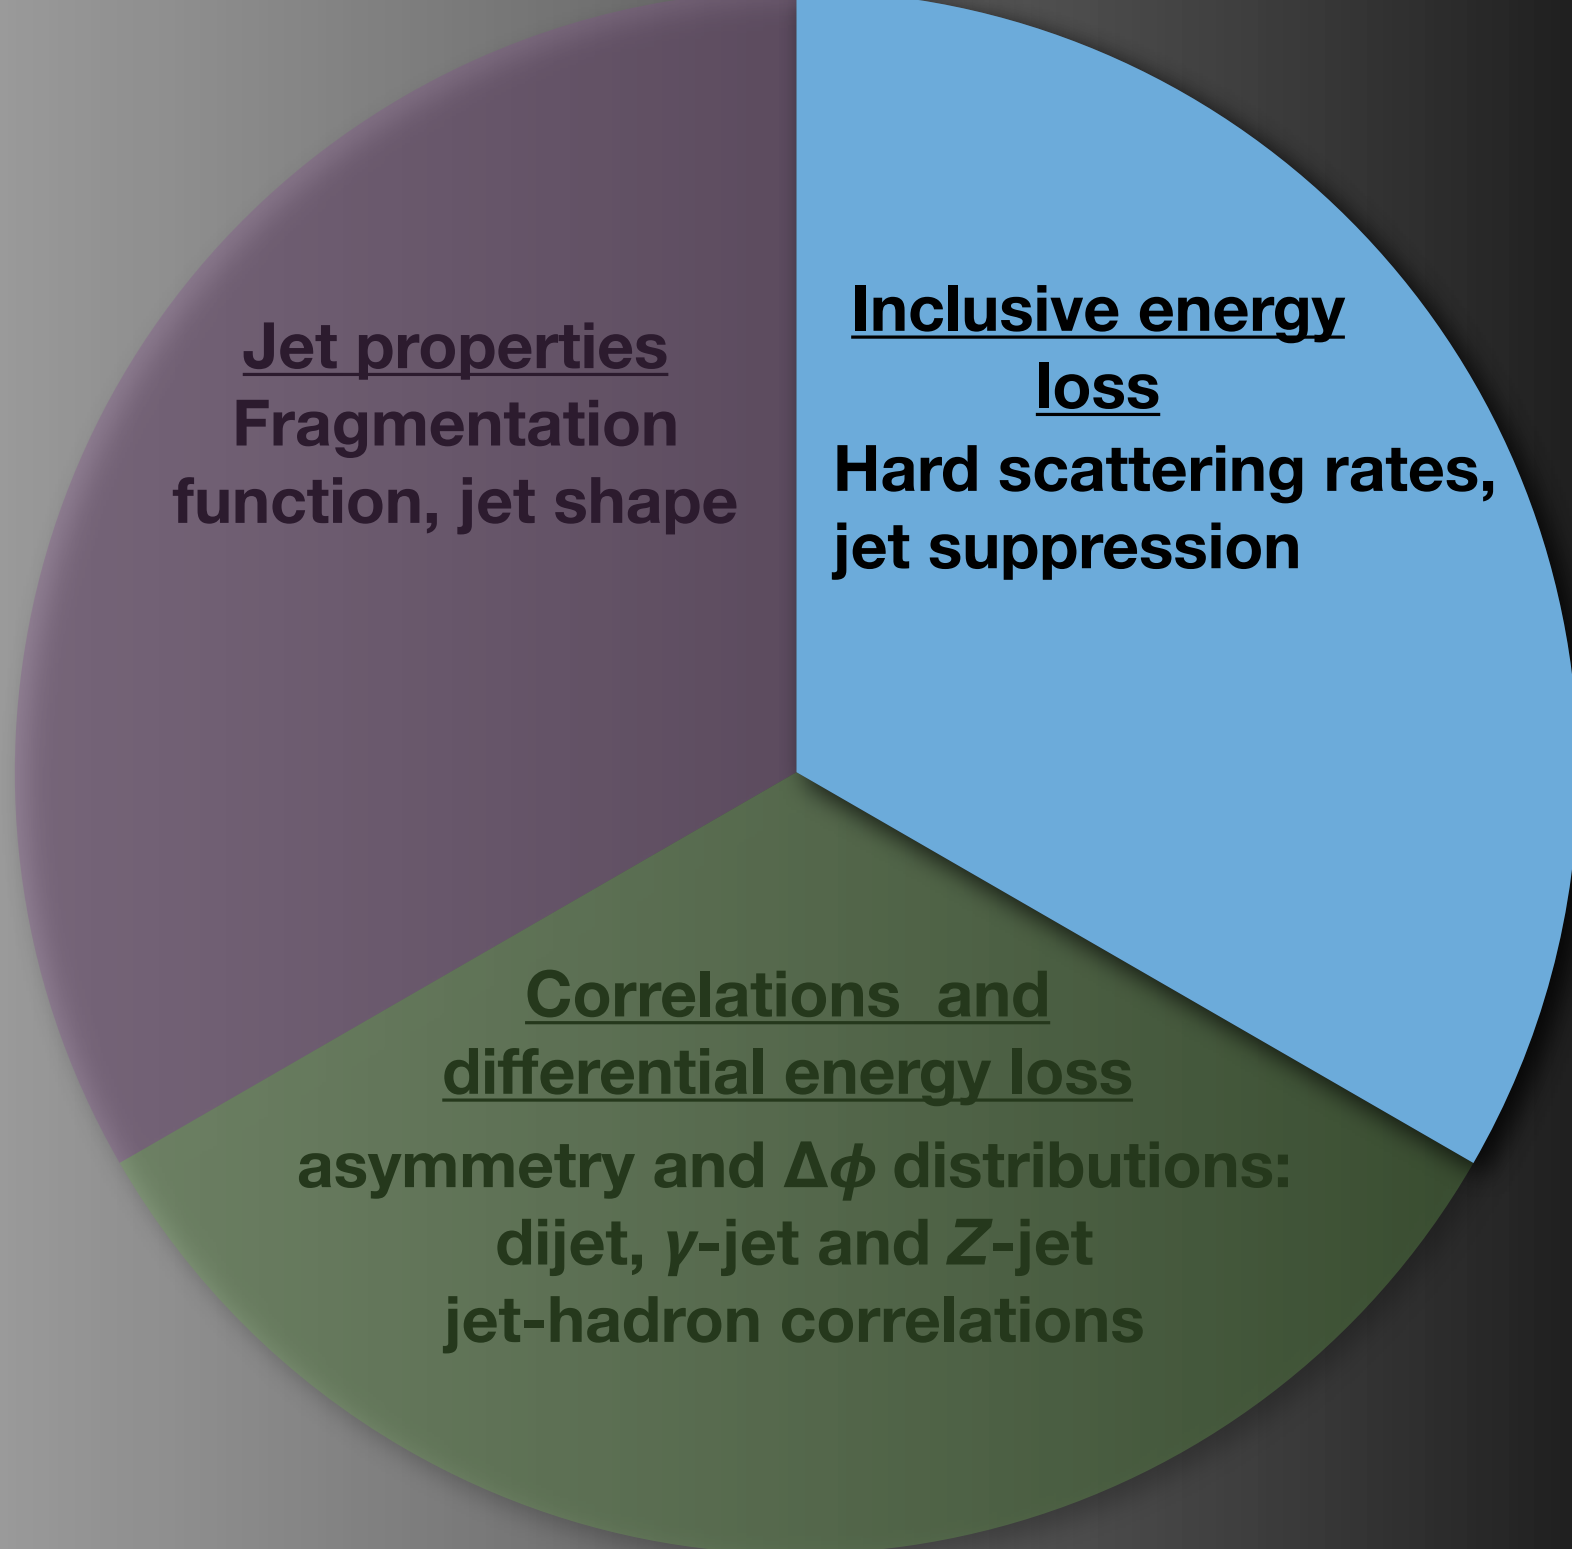 Jet properties
Fragmentation
function, jet shape
Inclusive energy
loss
Hard scattering rates,
jet suppression
Correlations and
differential energy loss
asymmetry and Δϕ distributions:
dijet, γ-jet and Z-jet
jet-hadron correlations